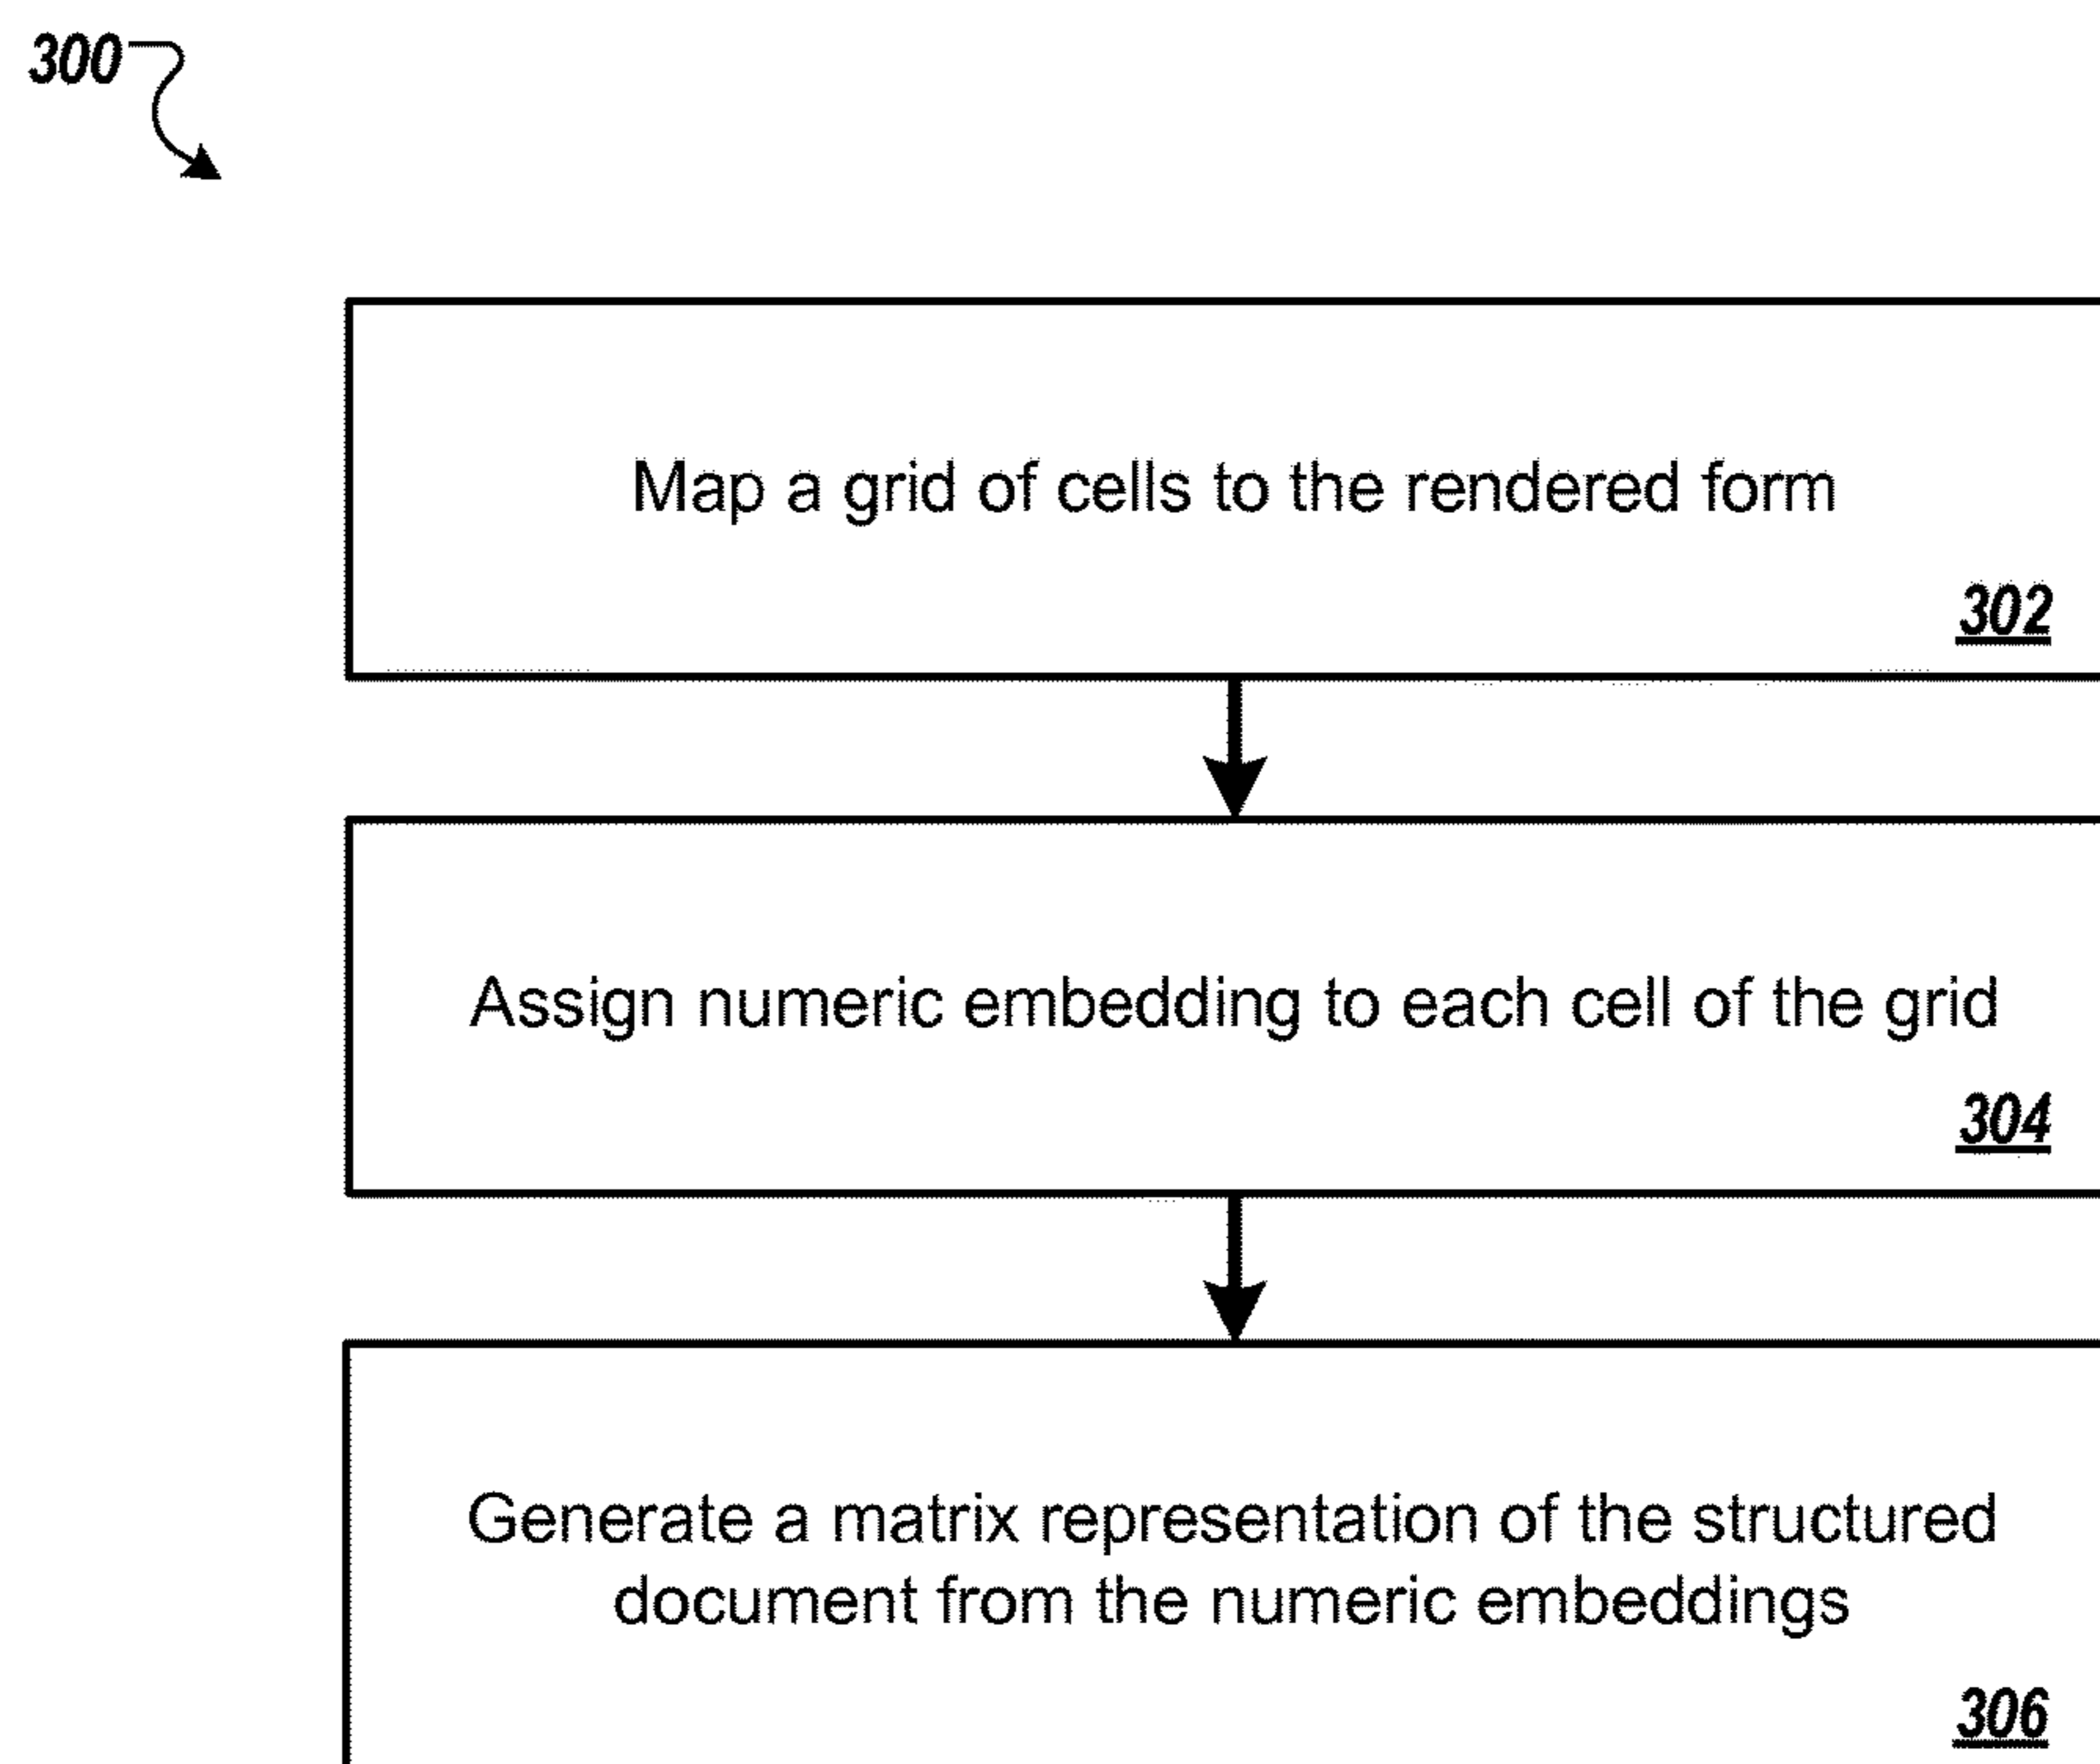 300
Map a grid of cells to the rendered form
302
Assign numeric embedding to each cell of the grid
304
Generate a matrix representation of the structured
document from the numeric embeddings
306